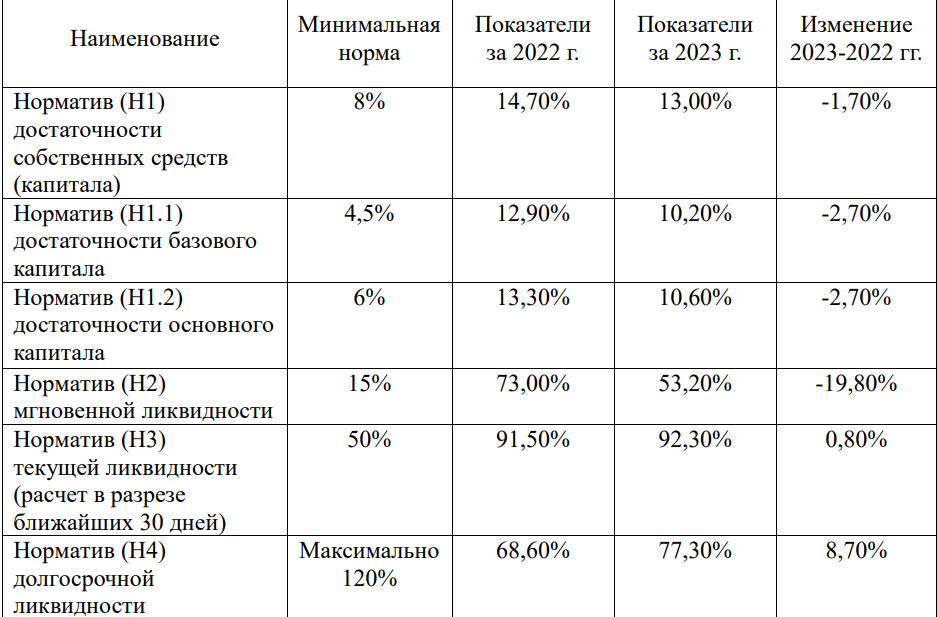 Наименование
Минимальная
норма
Показатели
за 2022 г.
Показатели
за 2023 г.
Изменение
2023-2022 гг.
Норматив (Н1)
достаточности
собственных средств
(капитала)
8%
14,70%
13,00%
-1,70%
Норматив (Н1.1)
достаточности базового
капитала
4,5%
12,90%
10,20%
-2,70%
Норматив (Н1.2)
достаточности основного
капитала
6%
13,30%
10,60%
-2,70%
Норматив (Н2)
мгновенной ликвидности
15%
73,00%
53,20%
-19,80%
Норматив (Н3)
текущей ликвидности
(расчет в разрезе
ближайших 30 дней)
50%
91,50%
92,30%
0,80%
Норматив (Н4)
долгосрочной
ликвидности
Максимально
120%
68,60%
77,30%
8,70%